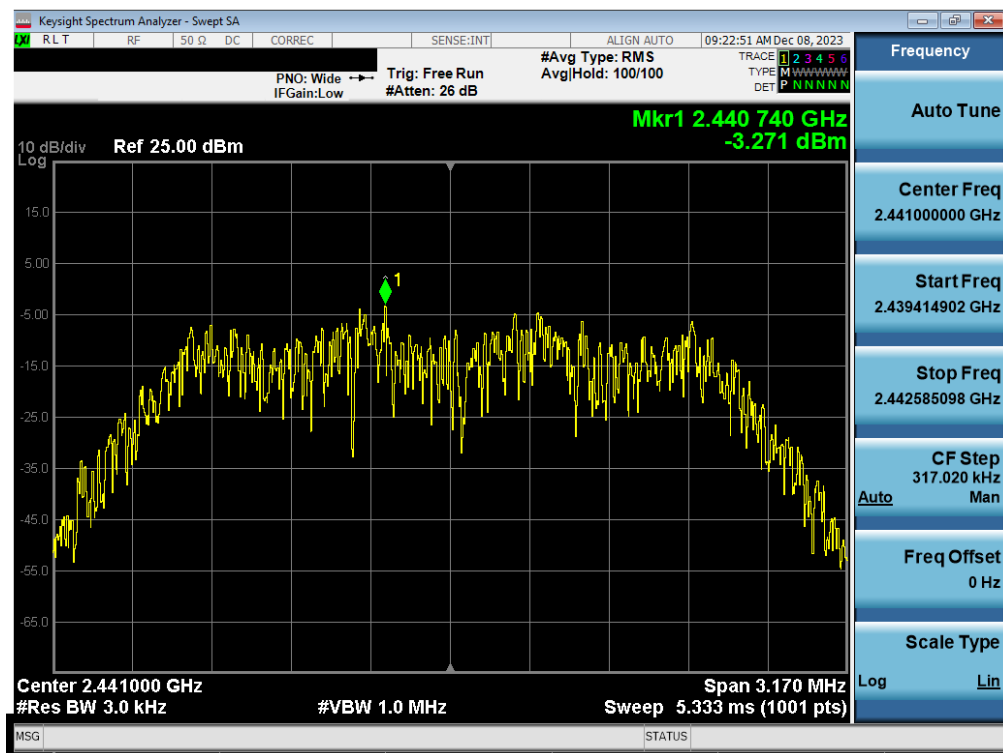 Keysight Spectrum Analyzer - Swept SA
LXI RLT RF 50 Ω DC CORREC SENSE:INT ALIGN AUTO 09:22:51 AM Dec 08, 2023
PNO: Wide
IFGain:Low
Trig: Free Run
#Atten: 26 dB
#Avg Type: RMS
Avg|Hold: 100/100
TRACE 1 2 3 4 5 6
TYPE M WWWWW
DET P N N N N N
Mkr1 2.440 740 GHz
-3.271 dBm
10 dB/div Ref 25.00 dBm
Log
15.0
5.00
1
-5.00
-15.0
-25.0
-35.0
-45.0
-55.0
-65.0
Center 2.441000 GHz Span 3.170 MHz
#Res BW 3.0 kHz #VBW 1.0 MHz Sweep 5.333 ms (1001 pts)
MSG STATUS
Frequency
Auto Tune
Center Freq
2.441000000 GHz
Start Freq
2.439414902 GHz
Stop Freq
2.442585098 GHz
CF Step
317.020 kHz
Auto Man
Freq Offset
0 Hz
Scale Type
Log Lin